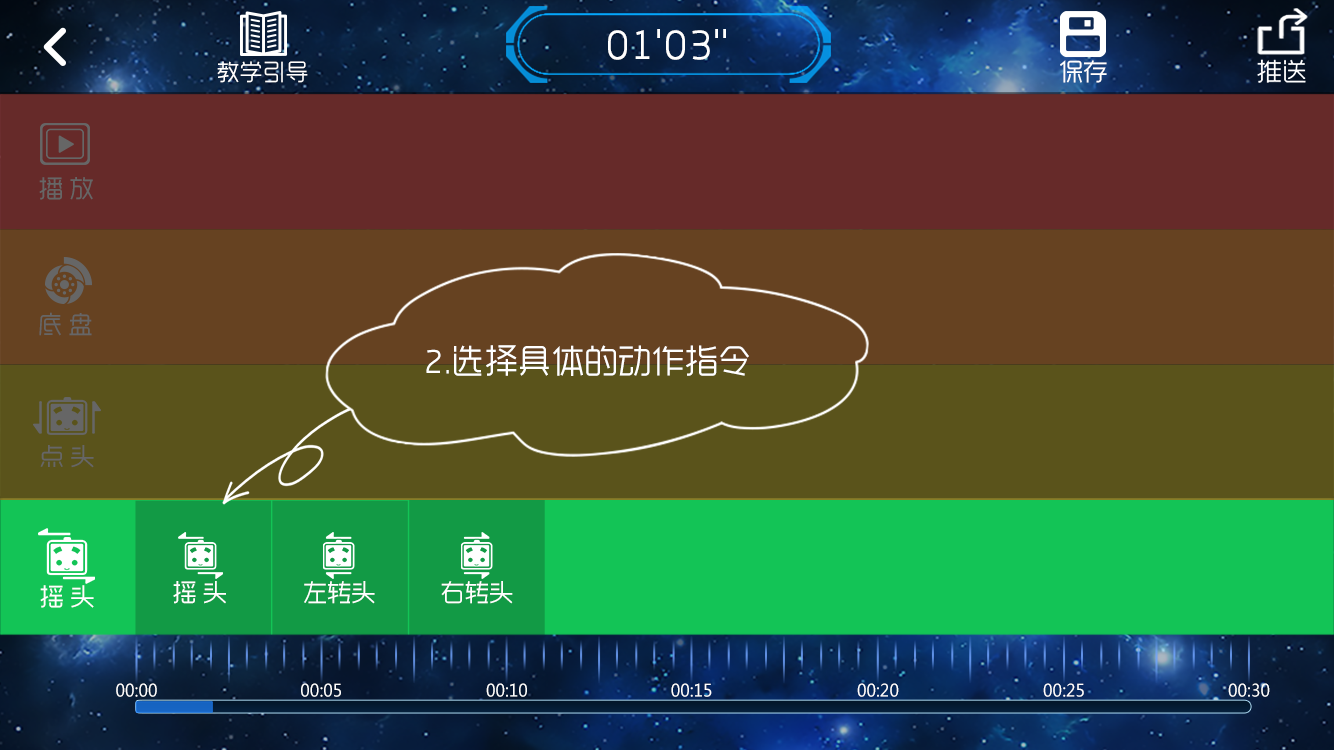 教学引导
01'03"
保存
推送
播放
底盘
2.选择具体的动作指令
点头
摇头
摇头
左转头
右转头
00:00
00:05
00:10
00:15
00:20
00:25
00:30